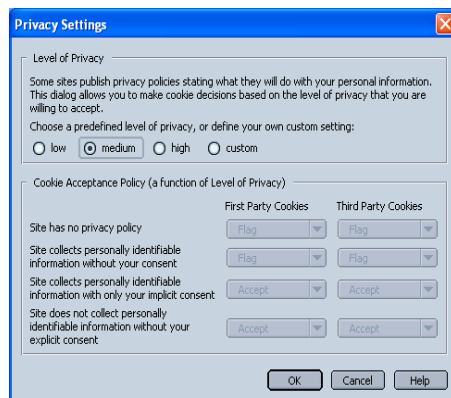 Privacy Settings
Level of Privacy
Some sites publish privacy policies stating what they will do with your personal information.
This dialog allows you to make cookie decisions based on the level of privacy that you are
willing to accept.
Choose a predefined level of privacy, or define your own custom setting:
low medium high custom
Cookie Acceptance Policy (a function of Level of Privacy)
First Party Cookies Third Party Cookies
Site has no privacy policy Flag Flag
Site collects personally identifiable
information without your consent Flag Flag
Site collects personally identifiable
information with only your implicit consent Accept Accept
Site does not collect personally
identifiable information without your
explicit consent Accept Accept
OK Cancel Help